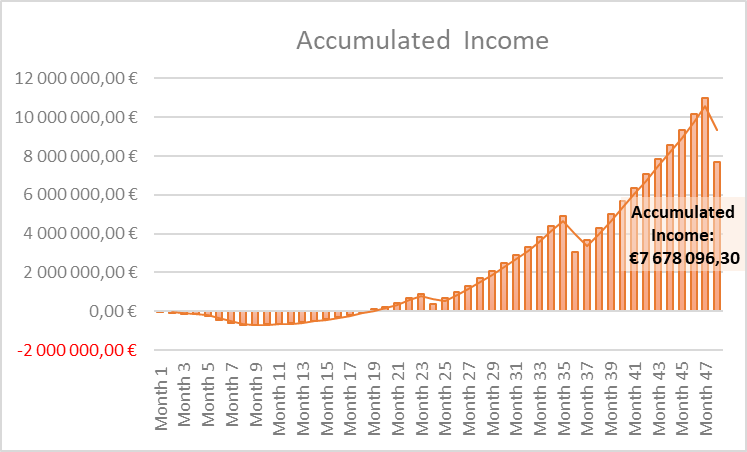 Accumulated Income
12 000 000,00 €
10 000 000,00 €
8 000 000,00 €
6 000 000,00 €
4 000 000,00 €
2 000 000,00 €
0,00 €
-2 000 000,00 €
Accumulated
Income:
€7 678 096,30
Month 1
Month 3
Month 5
Month 7
Month 9
Month 11
Month 13
Month 15
Month 17
Month 19
Month 21
Month 23
Month 25
Month 27
Month 29
Month 31
Month 33
Month 35
Month 37
Month 39
Month 41
Month 43
Month 45
Month 47